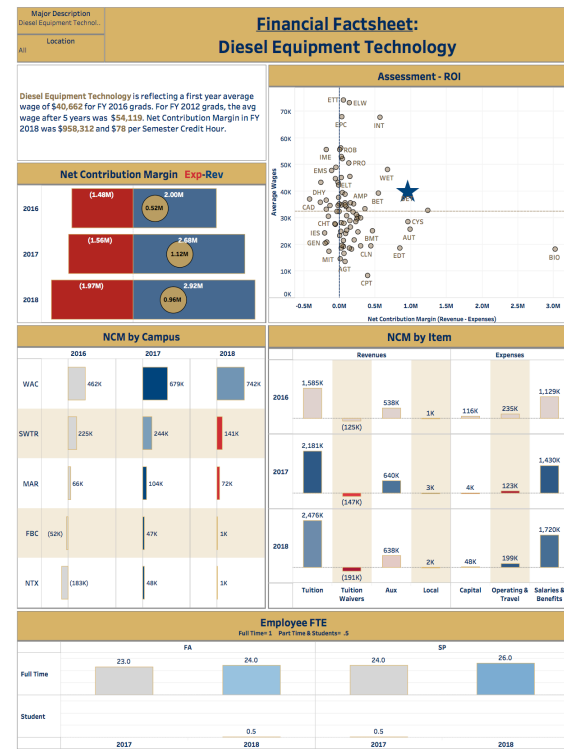 Major Description
Diesel Equipment Technol..
Location
All
Financial Factsheet:
Diesel Equipment Technology
Diesel Equipment Technology is reflecting a first year average
wage of $40,662 for FY 2016 grads. For FY 2012 grads, the avg
wage after 5 years was $54,119. Net Contribution Margin in FY
2018 was $958,312 and $78 per Semester Credit Hour.
Net Contribution Margin Exp-Rev
2016 (1.48M) 2.00M
0.52M
2017 (1.56M) 2.68M
1.12M
2018 (1.97M) 2.92M
0.96M
Assessment - ROI
Average Wages
70K
60K
50K
40K
30K
20K
10K
0K
ETT ELW
EPC INT
IME ROB
PRO
EMS WET
ELT
DHY AMP BET
CAD
CHT CYS
IES BMT AUT
GEN
MIT CLN EDT BIO
AGT
CPT
-0.5M 0.0M 0.5M 1.0M 1.5M 2.0M 2.5M 3.0M
Net Contribution Margin (Revenue - Expenses)
NCM by Campus
2016 2017 2018
WAC 462K 679K 742K
SWTR 225K 244K 141K
MAR 66K 104K 72K
FBC (52K) 47K 1K
NTX (183K) 48K 1K
NCM by Item
Revenues Expenses
2016 1,585K (125K) 538K 1K 116K 235K 1,129K
2017 2,181K (147K) 640K 3K 4K 123K 1,430K
2018 2,476K (191K) 638K 2K 48K 199K 1,720K
Tuition Tuition Aux Local Capital Operating & Salaries &
Waivers Travel Benefits
Employee FTE
Full Time= 1 Part Time & Students= .5
FA SP
Full Time 23.0 24.0 24.0 26.0
Student 0.5 0.5
2017 2018 2017 2018